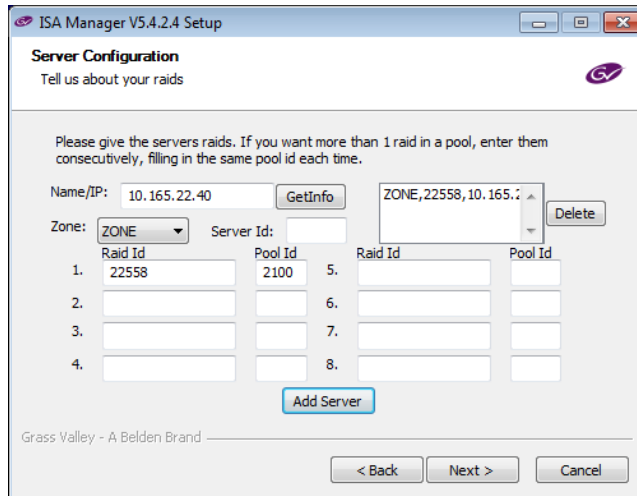 ISA Manager V5.4.2.4 Setup
Server Configuration
Tell us about your raids
GV
Please give the servers raids. If you want more than 1 raid in a pool, enter them
consecutively, filling in the same pool id each time.
Name/IP: 10.165.22.40 GetInfo ZONE,22558,10.165.2 Delete
Zone: ZONE Server Id:
Raid Id Pool Id Raid Id Pool Id
1. 22558 2100 5.
2. 6.
3. 7.
4. 8.
Add Server
Grass Valley - A Belden Brand
< Back Next > Cancel